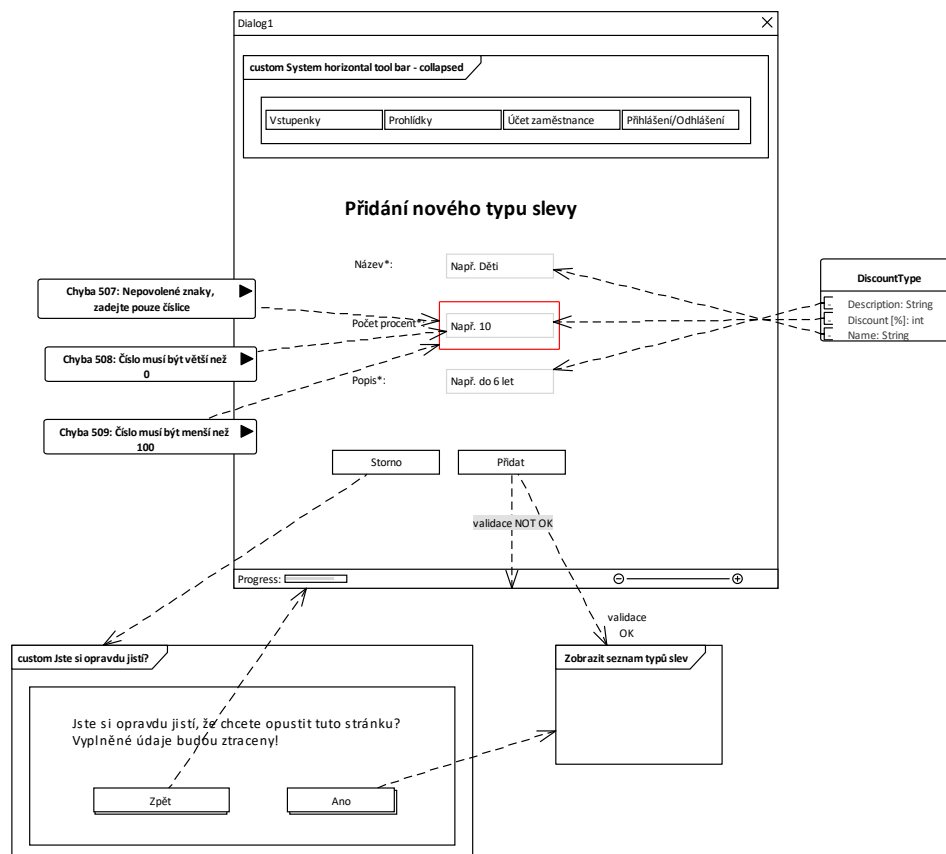 Dialog1
custom System horizontal tool bar - collapsed
Vstupenky
Prohlídky
Účet zaměstnance
Přihlášení/Odhlášení
Přidání nového typu slevy
Název*:
Např. Děti
DiscountType
Description: String
Discount [%]: int
Name: String
Chyba 507: Nepovolené znaky,
zadejte pouze číslice
Počet procent*:
Např. 10
Chyba 508: Číslo musí být větší než
0
Popis*:
Např. do 6 let
Chyba 509: Číslo musí být menší než
100
Storno
Přidat
validace NOT OK
Progress:
validace
OK
custom Jste si opravdu jistí?
Zobrazit seznam typů slev
Jste si opravdu jistí, že chcete opustit tuto stránku?
Vyplněné údaje budou ztraceny!
Zpět
Ano